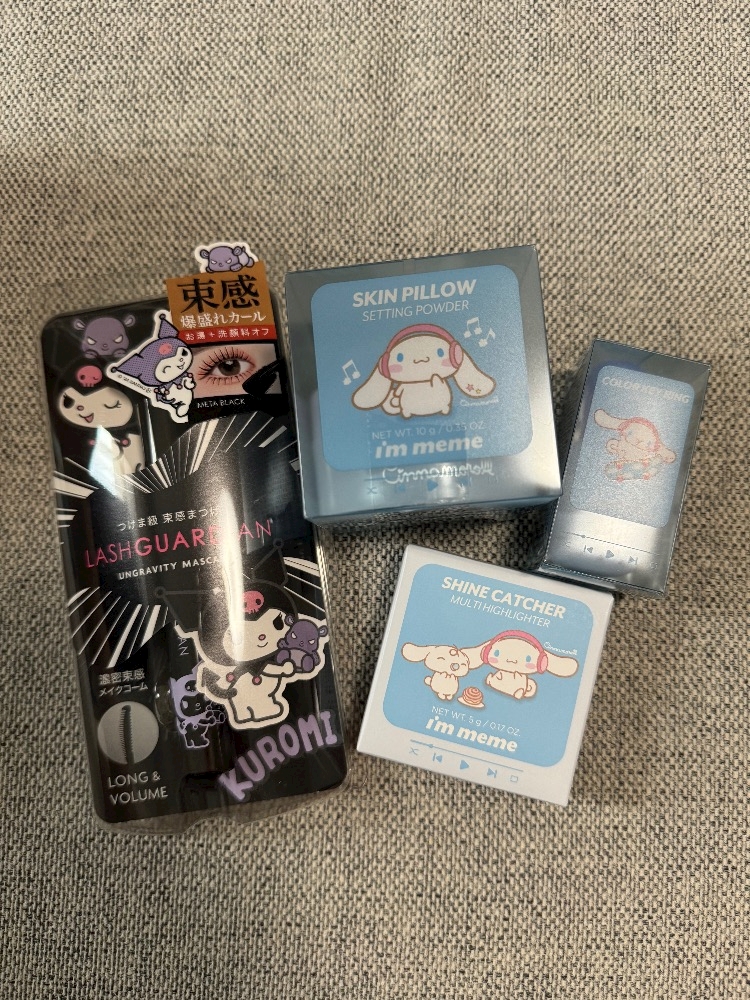 束感
爆盛れカール
お湯+洗顔料オフ
META BLACK
つけま級 束感まつげ
LASHGUARDIAN
UNGRAVITY MASCARA
濃密束感
メイクコーム
LONG &
VOLUME
KUROMI
SKIN PILLOW
SETTING POWDER
Cinnamoroll
NET WT. 10 g / 0.35 OZ.
i'm meme
Cinnamoroll
SHINE CATCHER
MULTI HIGHLIGHTER
Cinnamoroll
NET WT. 5 g / 0.17 OZ.
i'm meme